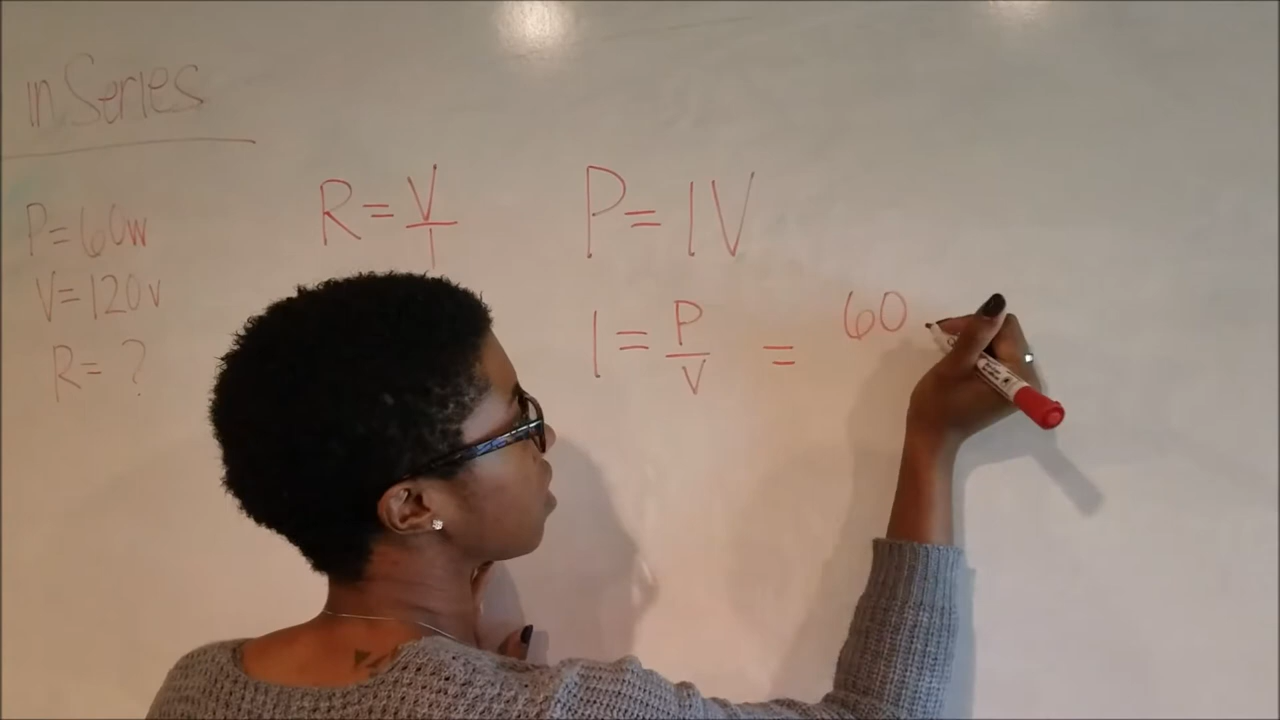 in Series
P=60w
V=120v
R=?
R=V/I
P=IV
I=P/V = 60